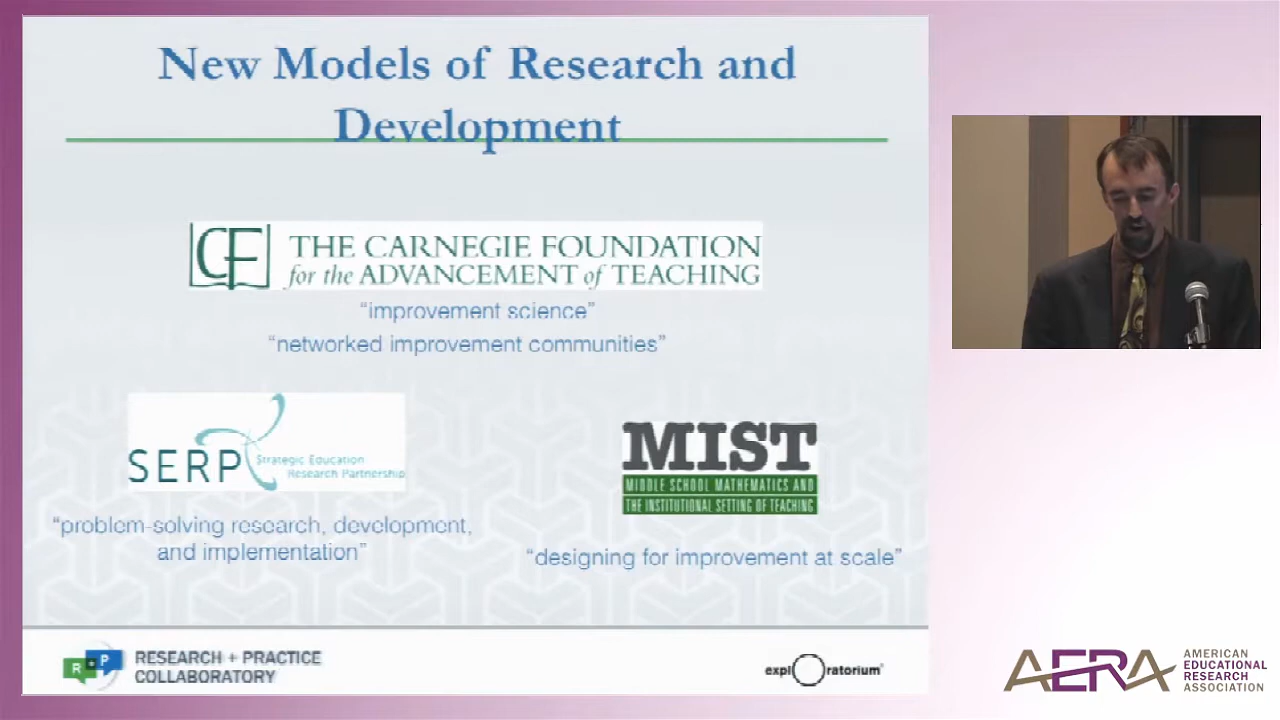 New Models of Research and
Development
CF
THE CARNEGIE FOUNDATION
for the ADVANCEMENT of TEACHING
"improvement science"
"networked improvement communities"
SERP
Strategic Education
Research Partnership
"problem-solving research, development,
and implementation"
MIST
MIDDLE SCHOOL MATHEMATICS AND
THE INSTITUTIONAL SETTING OF TEACHING
"designing for improvement at scale"
R+P
RESEARCH + PRACTICE
COLLABORATORY
explOratorium®
AERA
AMERICAN
EDUCATIONAL
RESEARCH
ASSOCIATION